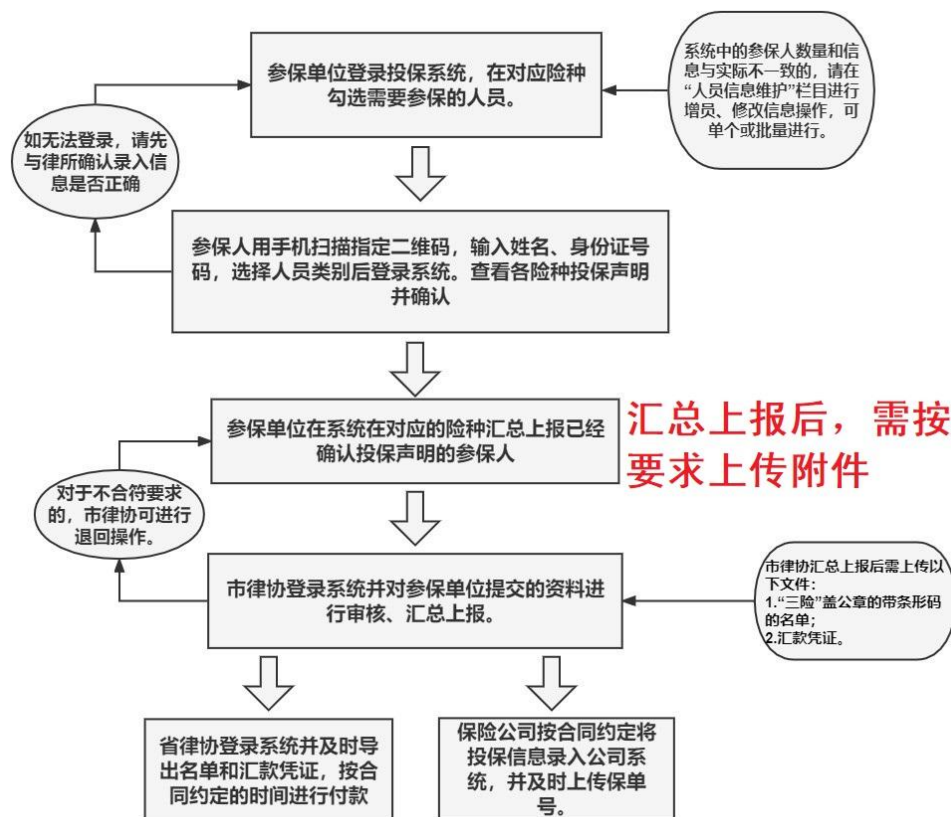 参保单位登录投保系统，在对应险种
勾选需要参保的人员。
系统中的参保人数量和信
息与实际不一致的，请在
“人员信息维护”栏目进行
增员、修改信息操作，可
单个或批量进行。
如无法登录，请先
与律所确认录入信
息是否正确
参保人用手机扫描指定二维码，输入姓名、身份证号
码，选择人员类别后登录系统。查看各险种投保声明
并确认
参保单位在系统在对应的险种汇总上报已经
确认投保声明的参保人
汇总上报后，需按
要求上传附件
对于不合符要求
的，市律协可进行
退回操作。
市律协登录系统并对参保单位提交的资料进
行审核、汇总上报。
市律协汇总上报后需上传以
下文件：
1.“三险”盖公章的带条形码
的名单；
2.汇款凭证。
省律协登录系统并及时导
出名单和汇款凭证，按合
同约定的时间进行付款
保险公司按合同约定将
投保信息录入公司系
统，并及时上传保单
号。